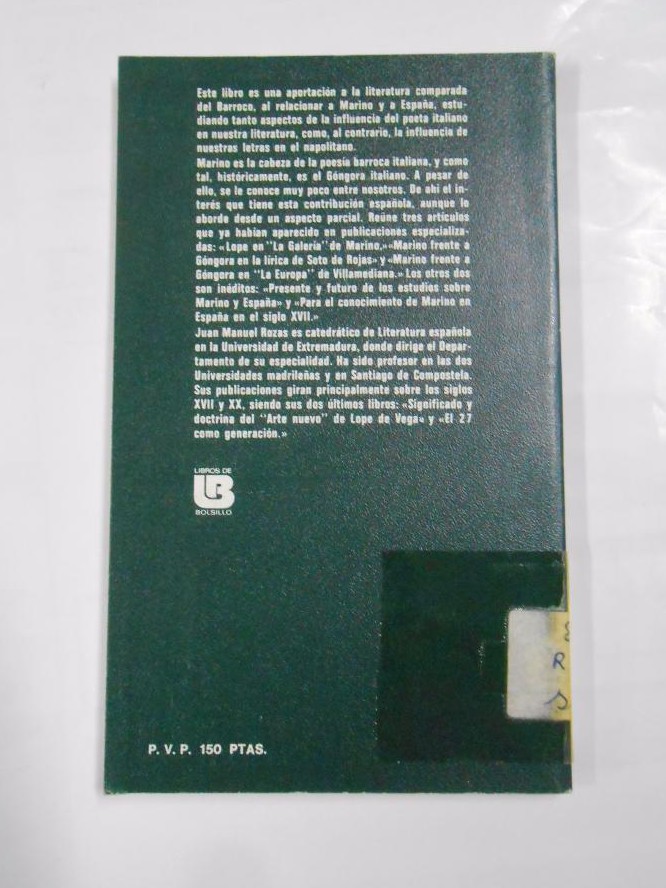 Este libro es una aportación a la literatura comparada
del Barroco, al relacionar a Marino y a España, estu-
diando tanto aspectos de la influencia del poeta italiano
en nuestra literatura, como, al contrario, la influencia de
nuestras letras en el napolitano.
Marino es la cabeza de la poesía barroca italiana, y como
tal, históricamente, es el Góngora italiano. A pesar de
ello, se le conoce muy poco entre nosotros. De ahí el in-
terés que tiene esta contribución española, aunque lo
aborde desde un aspecto parcial. Reúne tres artículos
que ya habían aparecido en publicaciones especializa-
das: «Lope en "La Galería" de Marino,» «Marino frente a
Góngora en la lírica de Soto de Rojas» y «Marino frente a
Góngora en "La Europa" de Villamediana.» Los otros dos
son inéditos: «Presente y futuro de los estudios sobre
Marino y España» y «Para el conocimiento de Marino en
España en el siglo XVII.»
Juan Manuel Rozas es catedrático de Literatura española
en la Universidad de Extremadura, donde dirige el Depar-
tamento de su especialidad. Ha sido profesor en las dos
Universidades madrileñas y en Santiago de Compostela.
Sus publicaciones giran principalmente sobre los siglos
XVII y XX, siendo sus dos últimos libros: «Significado y
doctrina del "Arte nuevo" de Lope de Vega» y «El 27
como generación.»
LIBROS DE
LB
BOLSILLO
R
P. V. P. 150 PTAS.